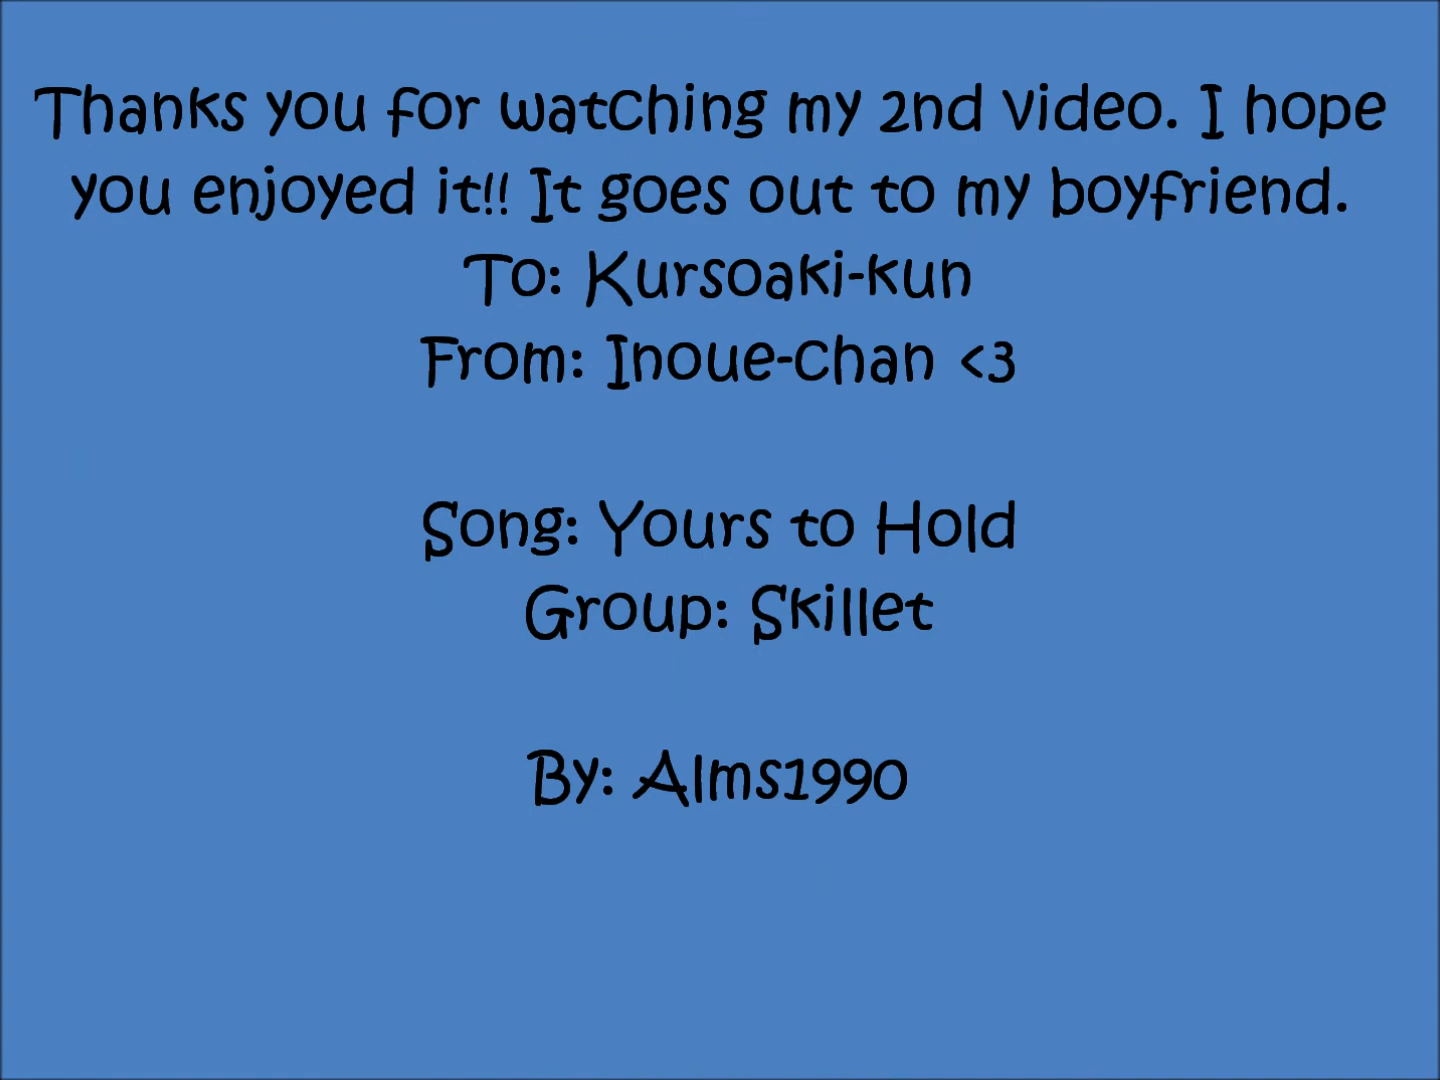 Thanks you for watching my 2nd video. I hope
you enjoyed it!! It goes out to my boyfriend.
To: Kursoaki-kun
From: Inoue-chan <3
Song: Yours to Hold
Group: Skillet
By: Alms1990